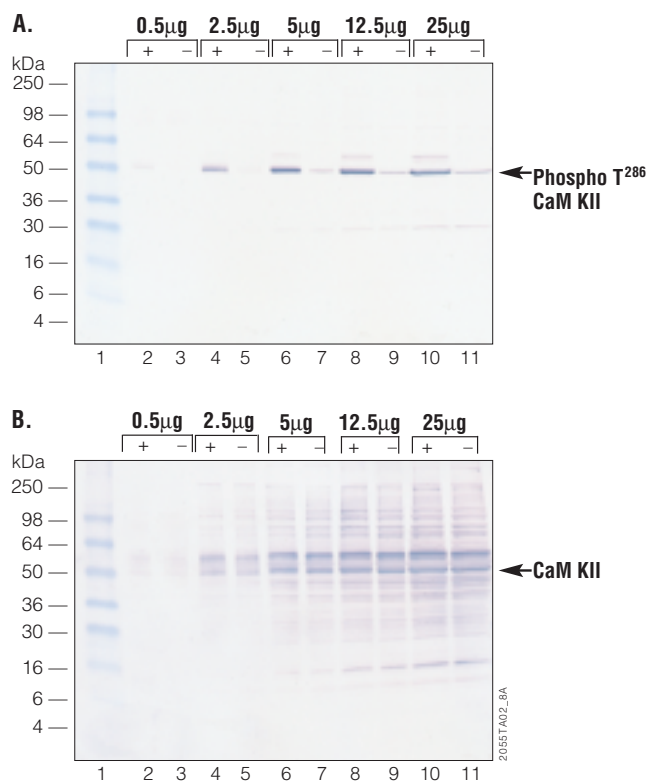 A.
0.5µg 2.5µg 5µg 12.5µg 25µg
+ − + − + − + − + −
kDa
250 —
98 —
64 —
50 —
36 —
30 —
16 —
6 —
4 —
Phospho T²⁸⁶
CaM KII
1 2 3 4 5 6 7 8 9 10 11
B.
0.5µg 2.5µg 5µg 12.5µg 25µg
+ − + − + − + − + −
kDa
250 —
98 —
64 —
50 —
36 —
30 —
16 —
6 —
4 —
CaM KII
2055TA02_8A
1 2 3 4 5 6 7 8 9 10 11